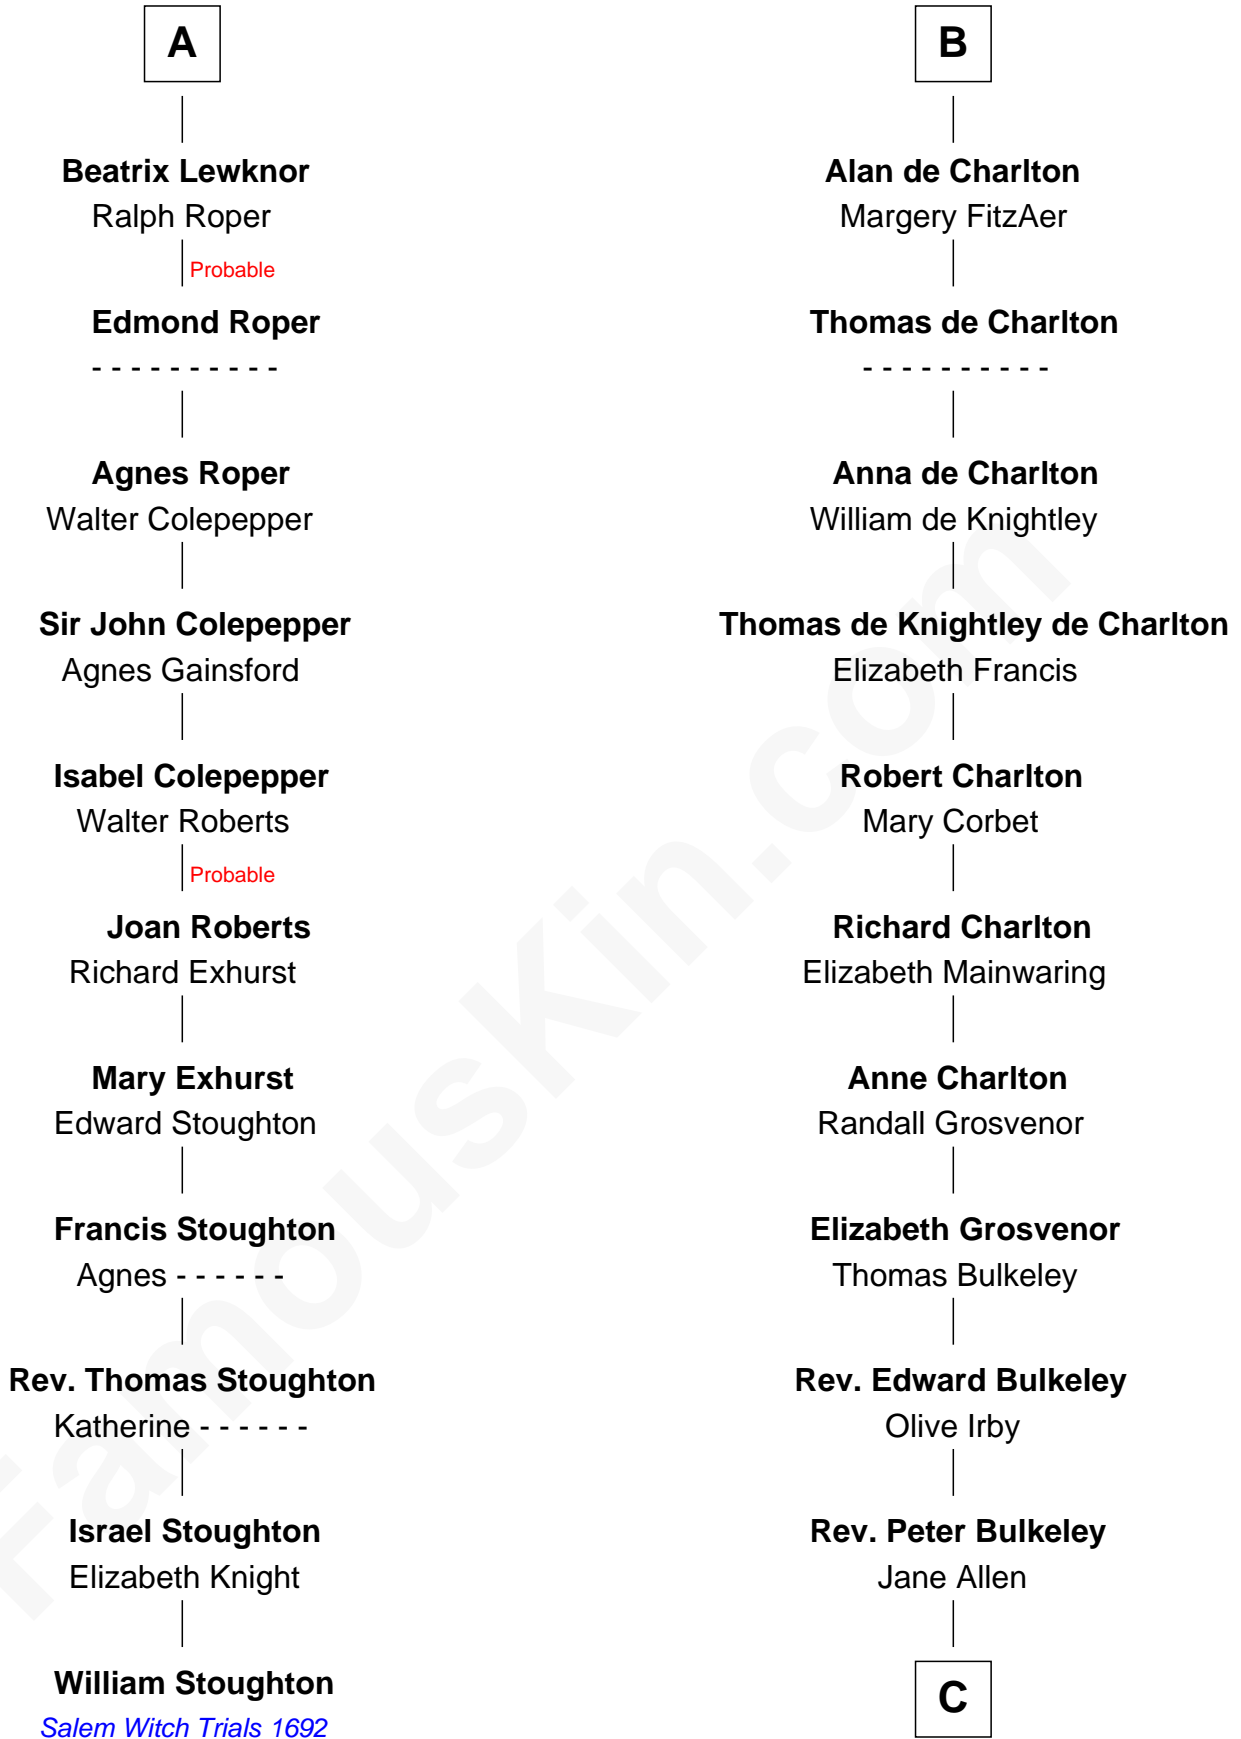 A
Beatrix Lewknor
Ralph Roper
Probable
Edmond Roper
- - - - - - - - - -
Agnes Roper
Walter Colepepper
Sir John Colepepper
Agnes Gainsford
Isabel Colepepper
Walter Roberts
Probable
Joan Roberts
Richard Exhurst
Mary Exhurst
Edward Stoughton
Francis Stoughton
Agnes - - - - - -
Rev. Thomas Stoughton
Katherine - - - - - -
Israel Stoughton
Elizabeth Knight
William Stoughton
Salem Witch Trials 1692
B
Alan de Charlton
Margery FitzAer
Thomas de Charlton
- - - - - - - - - -
Anna de Charlton
William de Knightley
Thomas de Knightley de Charlton
Elizabeth Francis
Robert Charlton
Mary Corbet
Richard Charlton
Elizabeth Mainwaring
Anne Charlton
Randall Grosvenor
Elizabeth Grosvenor
Thomas Bulkeley
Rev. Edward Bulkeley
Olive Irby
Rev. Peter Bulkeley
Jane Allen
C
FamousKin.com